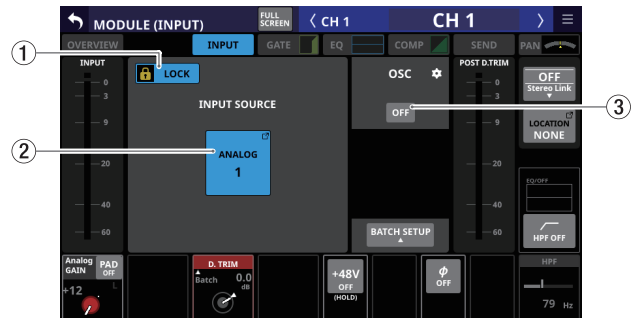 MODULE (INPUT)
FULL
SCREEN
CH 1
CH 1
OVERVIEW
INPUT
GATE
EQ
COMP
SEND
PAN
1
INPUT
0
3
9
20
40
60
LOCK
INPUT SOURCE
2
ANALOG
1
OSC
OFF
BATCH SETUP
POST D.TRIM
0
3
9
20
40
60
OFF
Stereo Link
3
LOCATION
NONE
EQ/OFF
HPF OFF
Analog
GAIN
PAD
OFF
+12
L
D. TRIM
Batch
0.0
dB
+48V
OFF
(HOLD)
ϕ
OFF
HPF
79 Hz